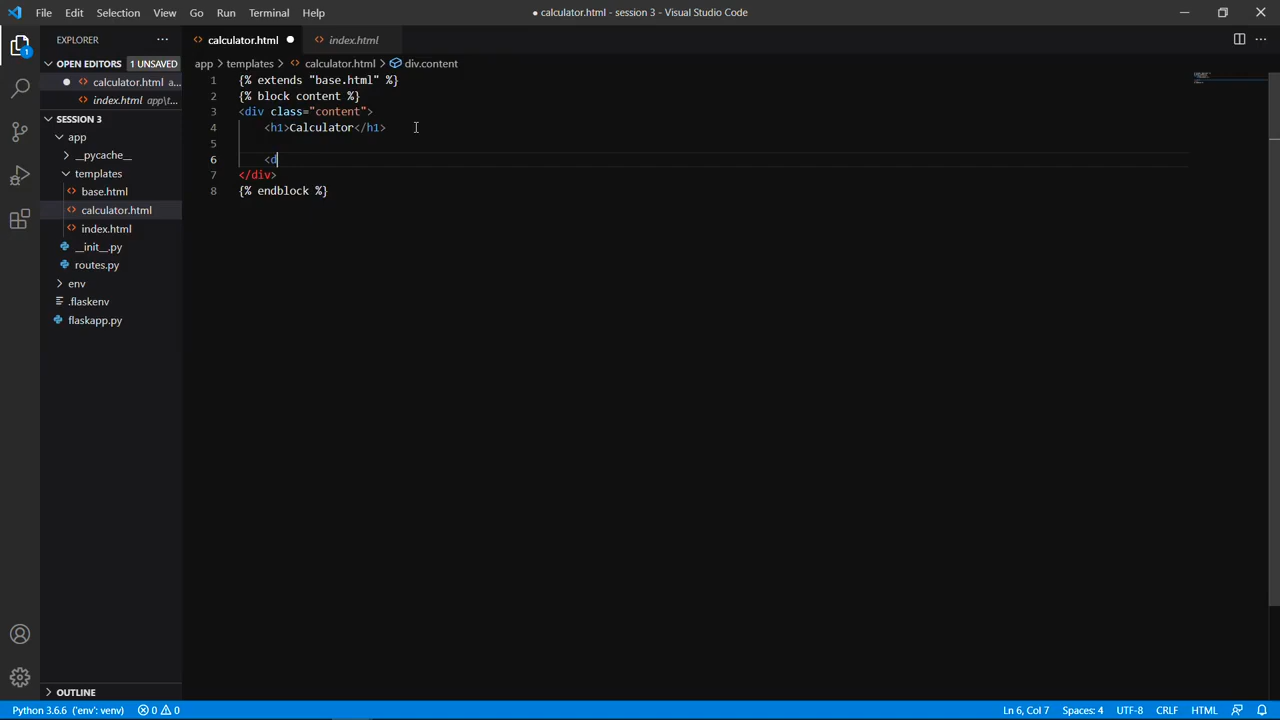 File Edit Selection View Go Run Terminal Help
● calculator.html - session 3 - Visual Studio Code
EXPLORER
calculator.html
index.html
OPEN EDITORS 1 UNSAVED
calculator.html a...
index.html app\t...
app > templates > calculator.html > div.content
SESSION 3
app
__pycache__
templates
base.html
calculator.html
index.html
__init__.py
routes.py
env
.flaskenv
flaskapp.py
OUTLINE
1 {% extends "base.html" %}
2 {% block content %}
3 <div class="content">
4 <h1>Calculator</h1>
5
6 <d
7 </div>
8 {% endblock %}
1
Python 3.6.6 ('env': venv) 0 0 Ln 6, Col 7 Spaces: 4 UTF-8 CRLF HTML